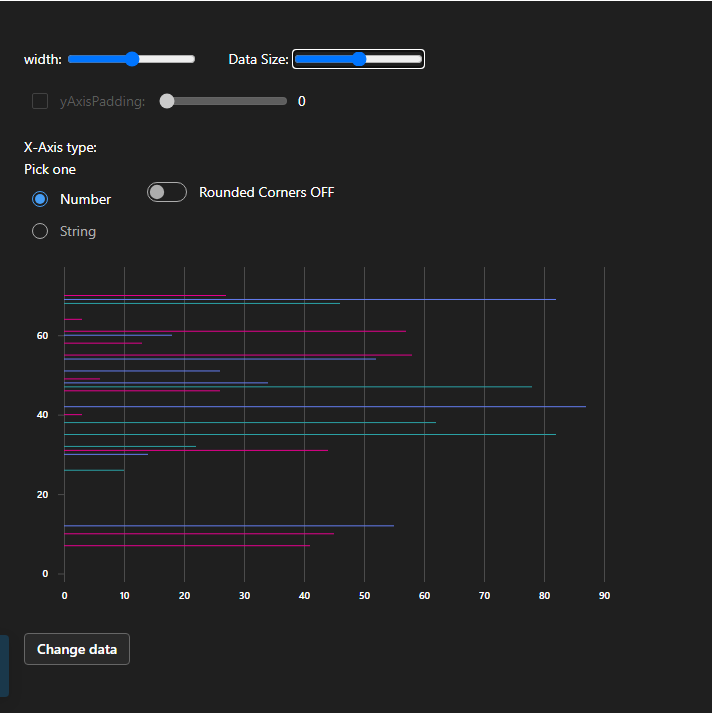 width: Data Size:
yAxisPadding: 0
X-Axis type:
Pick one
Number
Rounded Corners OFF
String
60
40
20
0
0 10 20 30 40 50 60 70 80 90
Change data